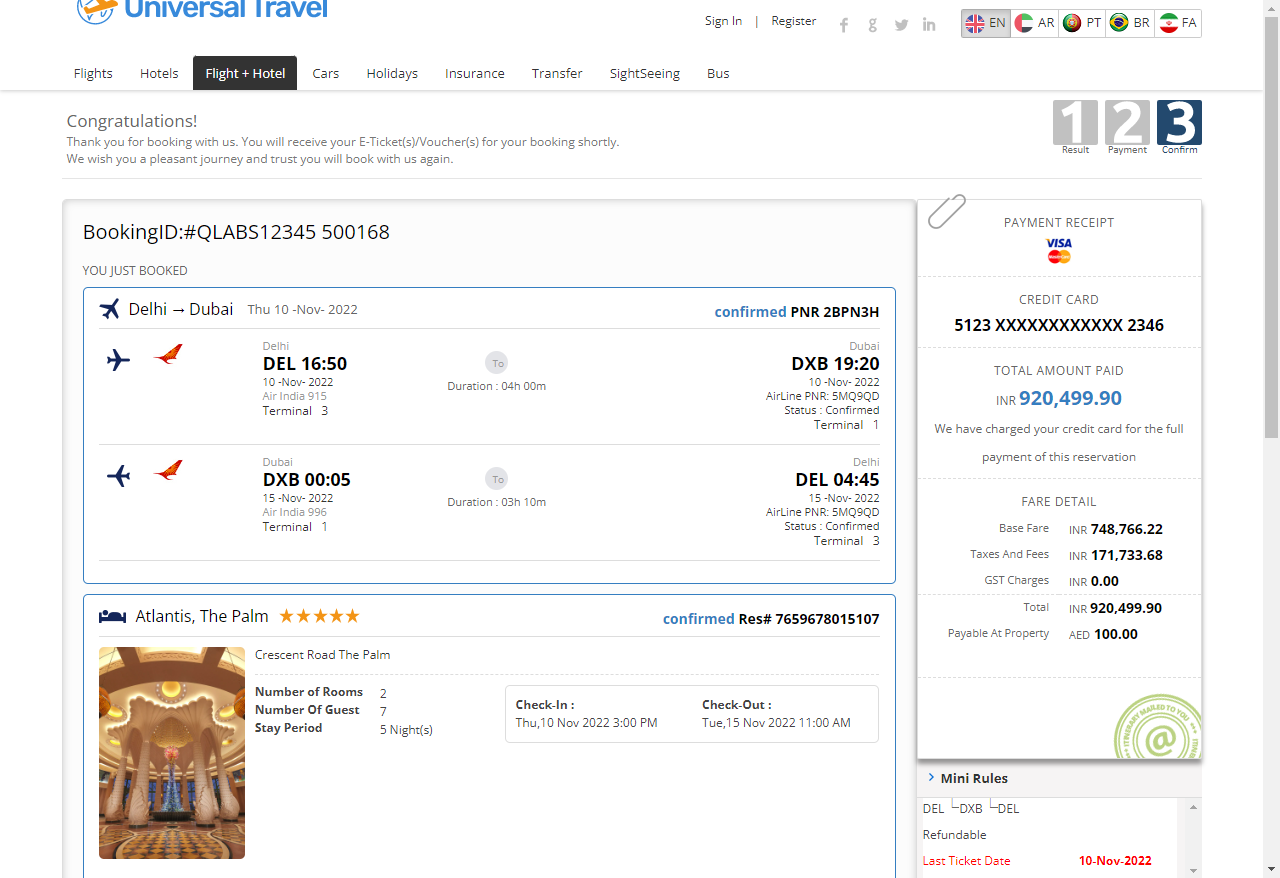 Universal Travel
Sign In | Register
EN AR PT BR FA
Flights Hotels Flight + Hotel Cars Holidays Insurance Transfer SightSeeing Bus
Congratulations!
Thank you for booking with us. You will receive your E-Ticket(s)/Voucher(s) for your booking shortly.
We wish you a pleasant journey and trust you will book with us again.
1 2 3
Result Payment Confirm
BookingID:#QLABS12345 500168
YOU JUST BOOKED
Delhi → Dubai Thu 10 -Nov- 2022 confirmed PNR 2BPN3H
Delhi
DEL 16:50
10 -Nov- 2022
Air India 915
Terminal 3
To
Duration : 04h 00m
Dubai
DXB 19:20
10 -Nov- 2022
AirLine PNR: 5MQ9QD
Status : Confirmed
Terminal 1
Dubai
DXB 00:05
15 -Nov- 2022
Air India 996
Terminal 1
To
Duration : 03h 10m
Delhi
DEL 04:45
15 -Nov- 2022
AirLine PNR: 5MQ9QD
Status : Confirmed
Terminal 3
Atlantis, The Palm confirmed Res# 7659678015107
Crescent Road The Palm
Number of Rooms 2
Number Of Guest 7
Stay Period 5 Night(s)
Check-In :
Thu,10 Nov 2022 3:00 PM
Check-Out :
Tue,15 Nov 2022 11:00 AM
PAYMENT RECEIPT
VISA
MasterCard
CREDIT CARD
5123 XXXXXXXXXXXX 2346
TOTAL AMOUNT PAID
INR 920,499.90
We have charged your credit card for the full
payment of this reservation
FARE DETAIL
Base Fare INR 748,766.22
Taxes And Fees INR 171,733.68
GST Charges INR 0.00
Total INR 920,499.90
Payable At Property AED 100.00
ITINERARY MAILED TO YOU
@
Mini Rules
DEL DXB DEL
Refundable
Last Ticket Date 10-Nov-2022